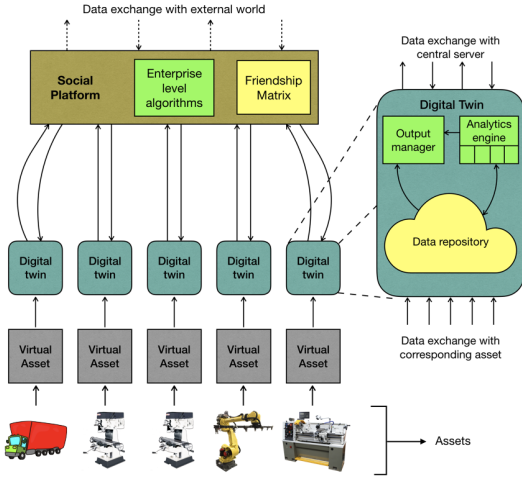 Data exchange with external world
Social
Platform
Enterprise
level
algorithms
Friendship
Matrix
Digital
twin
Digital
twin
Digital
twin
Digital
twin
Digital
twin
Virtual
Asset
Virtual
Asset
Virtual
Asset
Virtual
Asset
Virtual
Asset
Assets
Data exchange with
central server
Digital Twin
Output
manager
Analytics
engine
Data repository
Data exchange with
corresponding asset